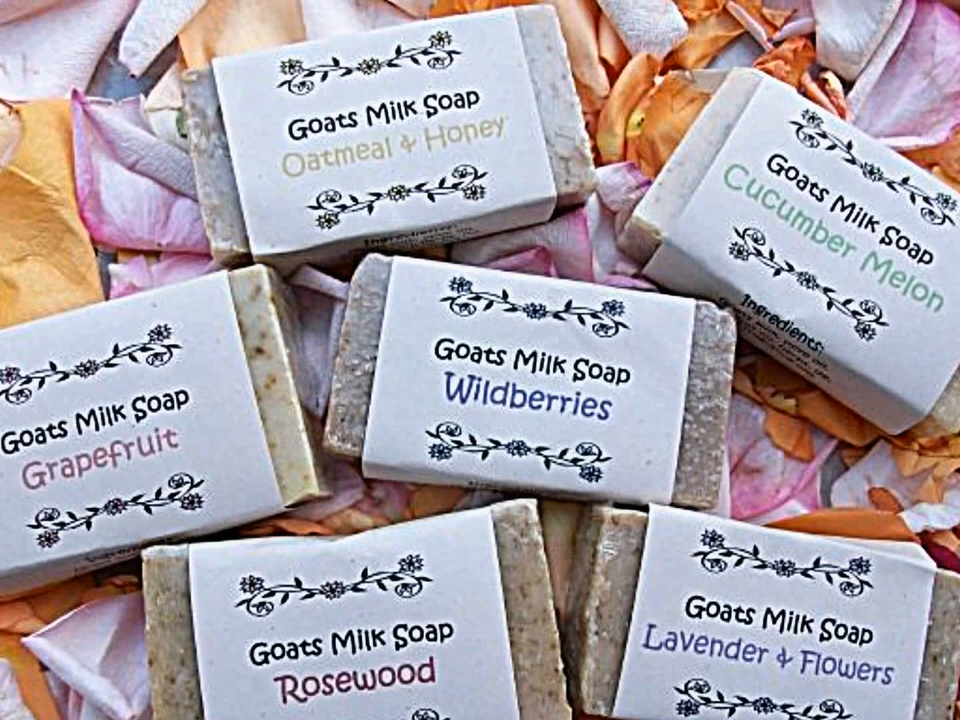 Goats Milk Soap
Oatmeal & Honey
Goats Milk Soap
Cucumber Melon
Ingredients:
Goats Milk Soap
Grapefruit
Goats Milk Soap
Wildberries
Goats Milk Soap
Rosewood
Goats Milk Soap
Lavender & Flowers